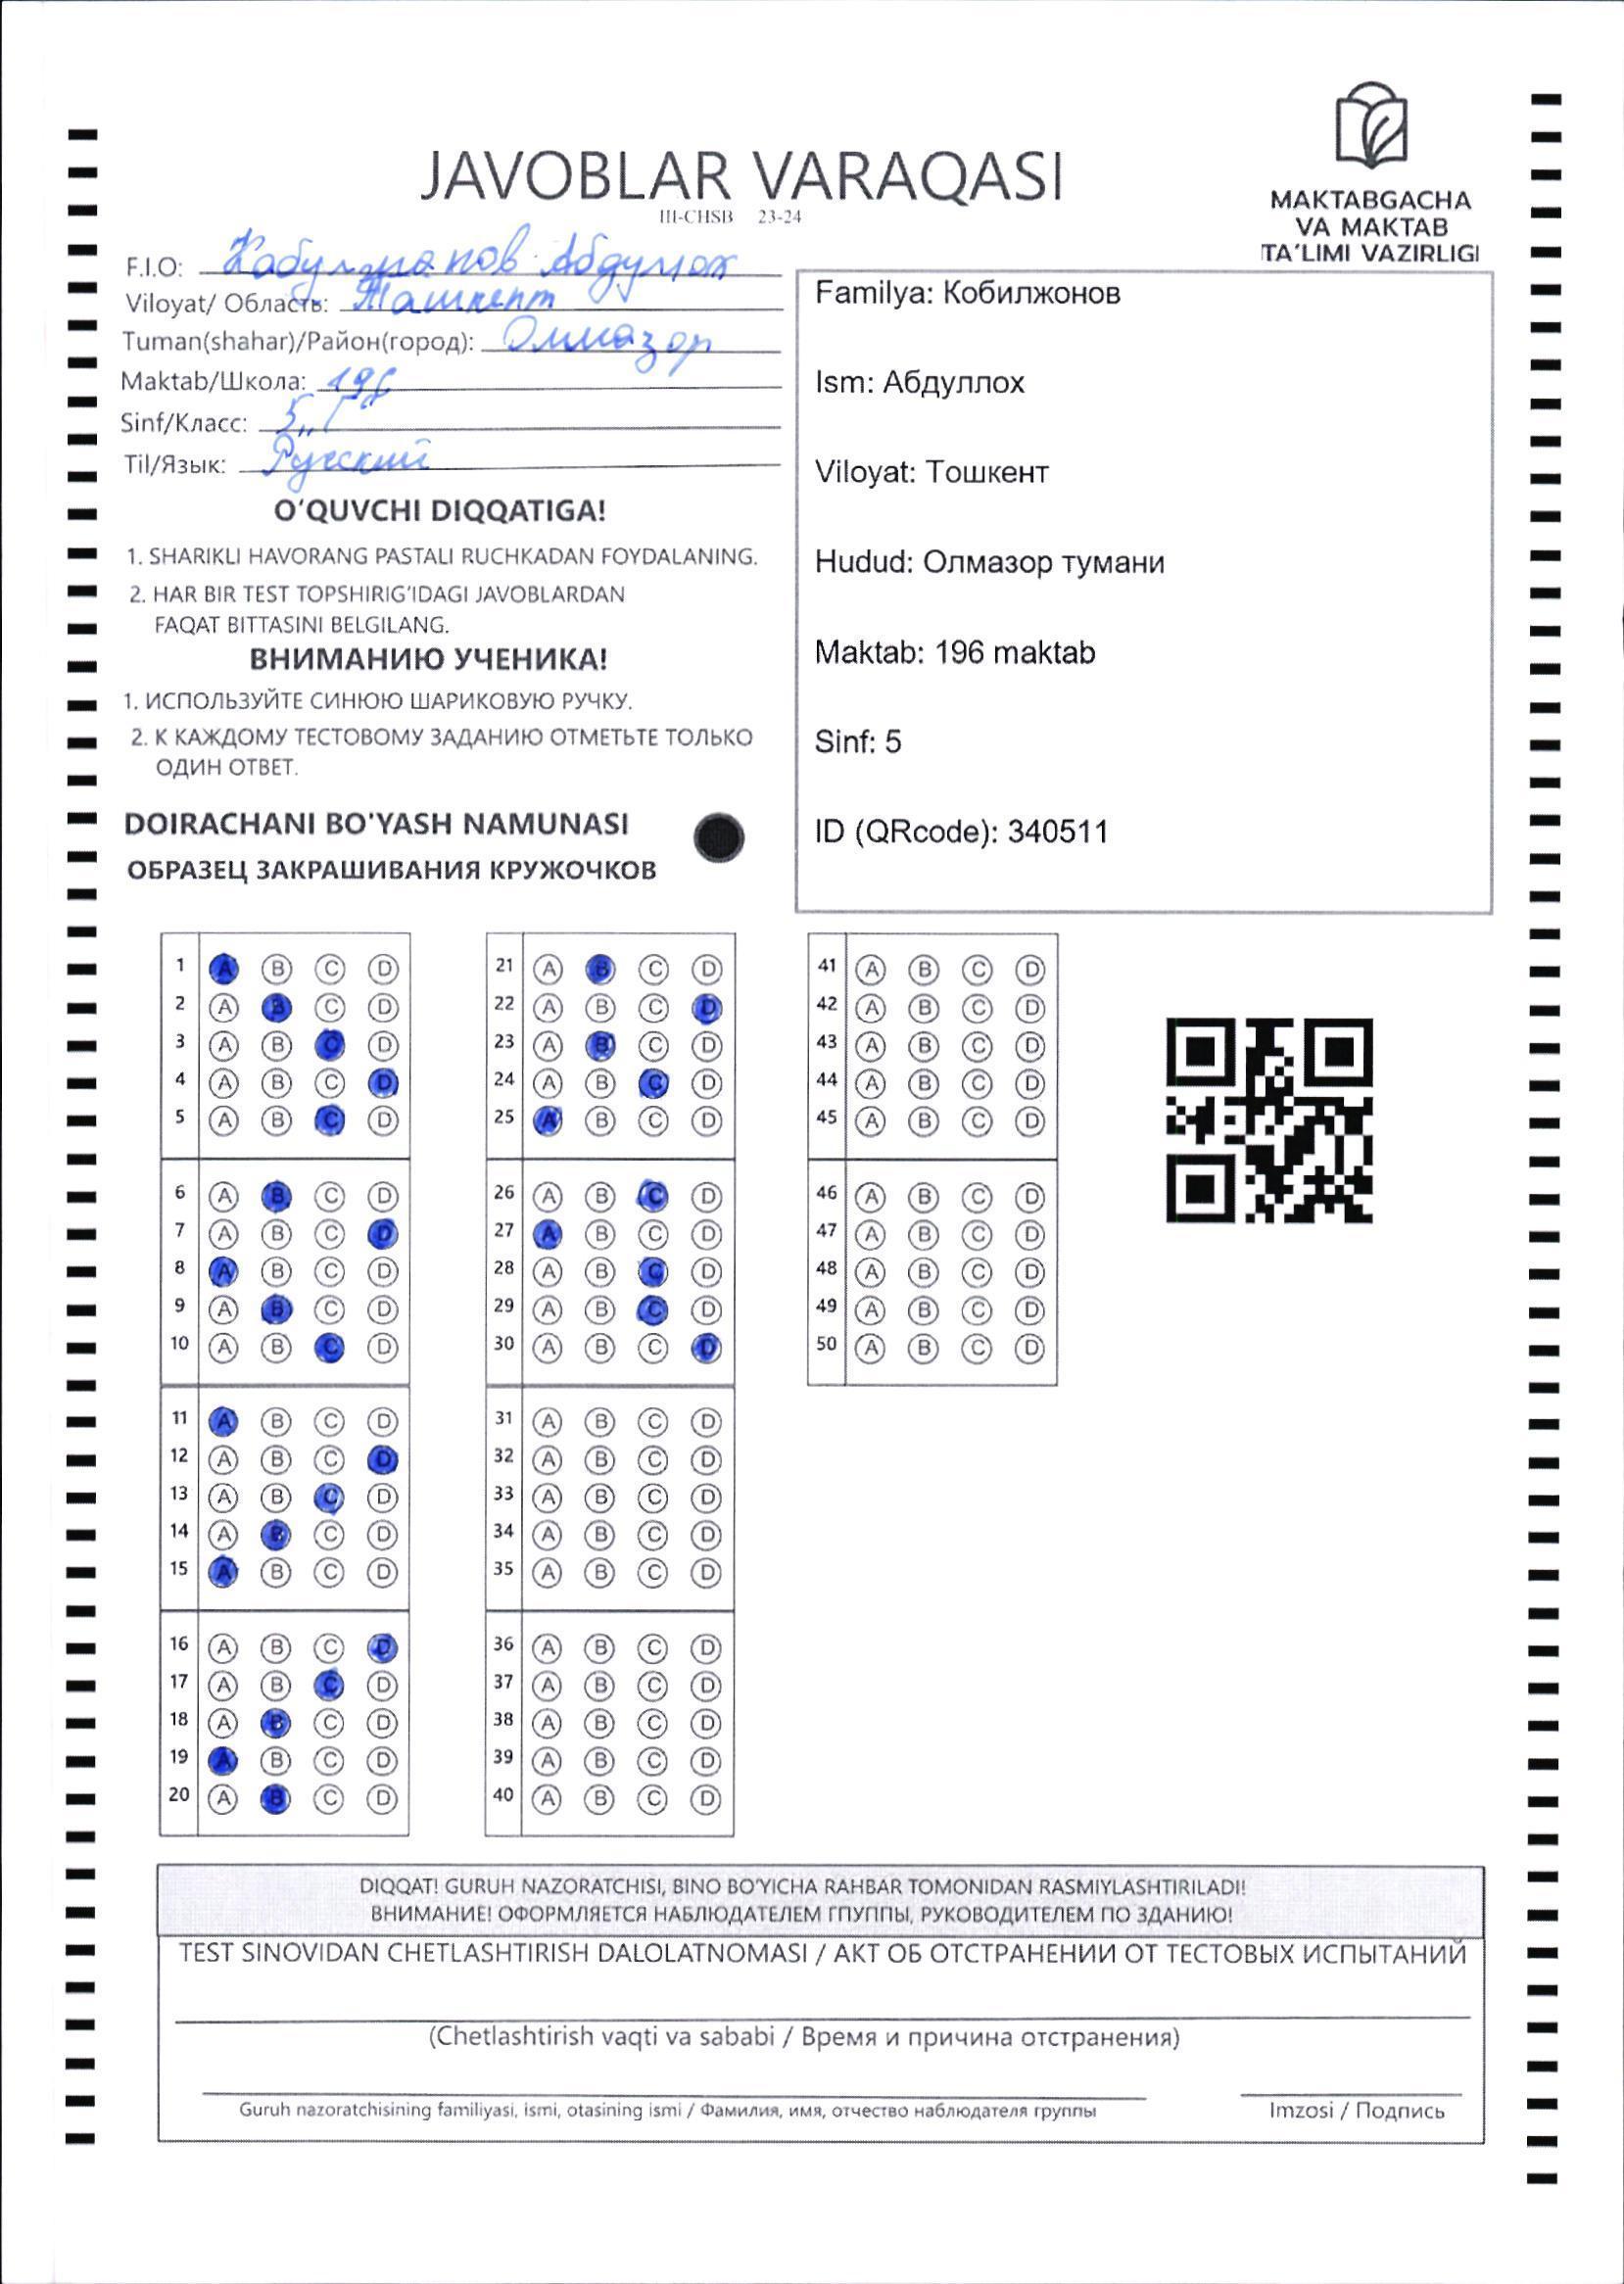 JAVOBLAR VARAQASI
III-CHSB 23-24
MAKTABGACHA
VA MAKTAB
TA'LIMI VAZIRLIGI
F.I.O: Абдуллох
Viloyat/ Область: Ташкент
Tuman(shahar)/Район(город): Олмазор
Maktab/Школа: 196
Sinf/Класс: 5 „Г"
Til/Язык: Русский
O'QUVCHI DIQQATIGA!
1. SHARIKLI HAVORANG PASTALI RUCHKADAN FOYDALANING.
2. HAR BIR TEST TOPSHIRIG'IDAGI JAVOBLARDAN
FAQAT BITTASINI BELGILANG.
ВНИМАНИЮ УЧЕНИКА!
1. ИСПОЛЬЗУЙТЕ СИНЮЮ ШАРИКОВУЮ РУЧКУ.
2. К КАЖДОМУ ТЕСТОВОМУ ЗАДАНИЮ ОТМЕТЬТЕ ТОЛЬКО
ОДИН ОТВЕТ.
DOIRACHANI BO'YASH NAMUNASI
ОБРАЗЕЦ ЗАКРАШИВАНИЯ КРУЖОЧКОВ
Familya: Кобилжонов
Ism: Абдуллох
Viloyat: Тошкент
Hudud: Олмазор тумани
Maktab: 196 maktab
Sinf: 5
ID (QRcode): 340511
1 A B C D
2 A B C D
3 A B C D
4 A B C D
5 A B C D
6 A B C D
7 A B C D
8 A B C D
9 A B C D
10 A B C D
11 A B C D
12 A B C D
13 A B C D
14 A B C D
15 A B C D
16 A B C D
17 A B C D
18 A B C D
19 A B C D
20 A B C D
21 A B C D
22 A B C D
23 A B C D
24 A B C D
25 A B C D
26 A B C D
27 A B C D
28 A B C D
29 A B C D
30 A B C D
31 A B C D
32 A B C D
33 A B C D
34 A B C D
35 A B C D
36 A B C D
37 A B C D
38 A B C D
39 A B C D
40 A B C D
41 A B C D
42 A B C D
43 A B C D
44 A B C D
45 A B C D
46 A B C D
47 A B C D
48 A B C D
49 A B C D
50 A B C D
DIQQAT! GURUH NAZORATCHISI, BINO BO'YICHA RAHBAR TOMONIDAN RASMIYLASHTIRILADI!
ВНИМАНИЕ! ОФОРМЛЯЕТСЯ НАБЛЮДАТЕЛЕМ ГПУППЫ, РУКОВОДИТЕЛЕМ ПО ЗДАНИЮ!
TEST SINOVIDAN CHETLASHTIRISH DALOLATNOMASI / АКТ ОБ ОТСТРАНЕНИИ ОТ ТЕСТОВЫХ ИСПЫТАНИЙ
(Chetlashtirish vaqti va sababi / Время и причина отстранения)
Guruh nazoratchisining familiyasi, ismi, otasining ismi / Фамилия, имя, отчество наблюдателя группы
Imzosi / Подпись